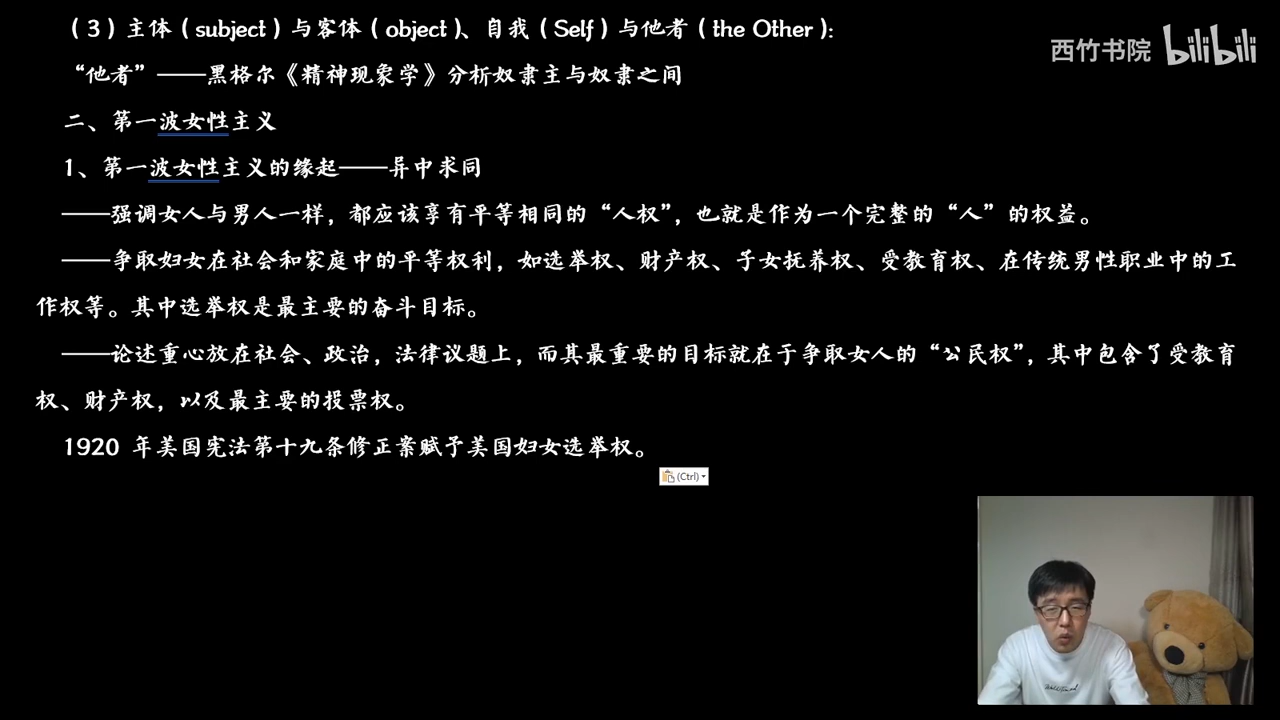 （3）主体（subject）与客体（object）、自我（Self）与他者（the Other）：
西竹书院 bilibili
“他者”——黑格尔《精神现象学》分析奴隶主与奴隶之间
二、第一波女性主义
1、第一波女性主义的缘起——异中求同
——强调女人与男人一样，都应该享有平等相同的“人权”，也就是作为一个完整的“人”的权益。
——争取妇女在社会和家庭中的平等权利，如选举权、财产权、子女抚养权、受教育权、在传统男性职业中的工
作权等。其中选举权是最主要的奋斗目标。
——论述重心放在社会、政治，法律议题上，而其最重要的目标就在于争取女人的“公民权”，其中包含了受教育
权、财产权，以及最主要的投票权。
1920 年美国宪法第十九条修正案赋予美国妇女选举权。
(Ctrl)